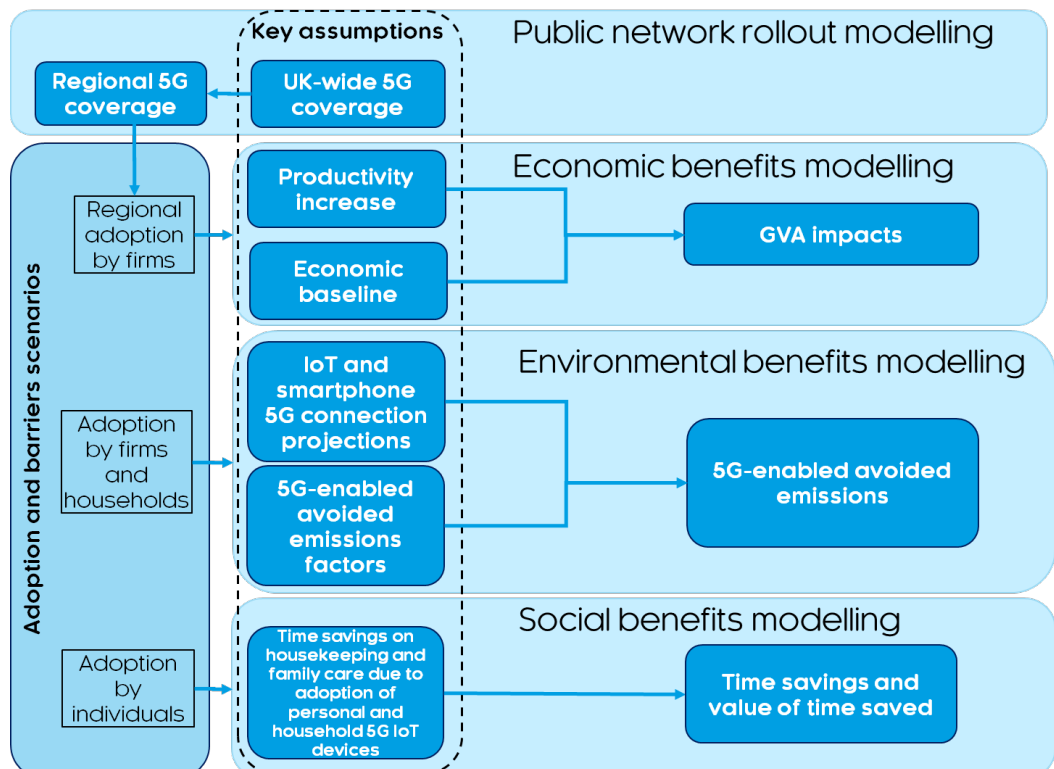 Key assumptions
Public network rollout modelling
Regional 5G
coverage
UK-wide 5G
coverage
Adoption and barriers scenarios
Economic benefits modelling
Regional
adoption
by firms
Productivity
increase
Economic
baseline
GVA impacts
Environmental benefits modelling
Adoption
by firms
and
households
IoT and
smartphone
5G connection
projections
5G-enabled
avoided
emissions
factors
5G-enabled avoided
emissions
Social benefits modelling
Adoption
by
individuals
Time savings on
housekeeping and
family care due to
adoption of
personal and
household 5G IoT
devices
Time savings and
value of time saved